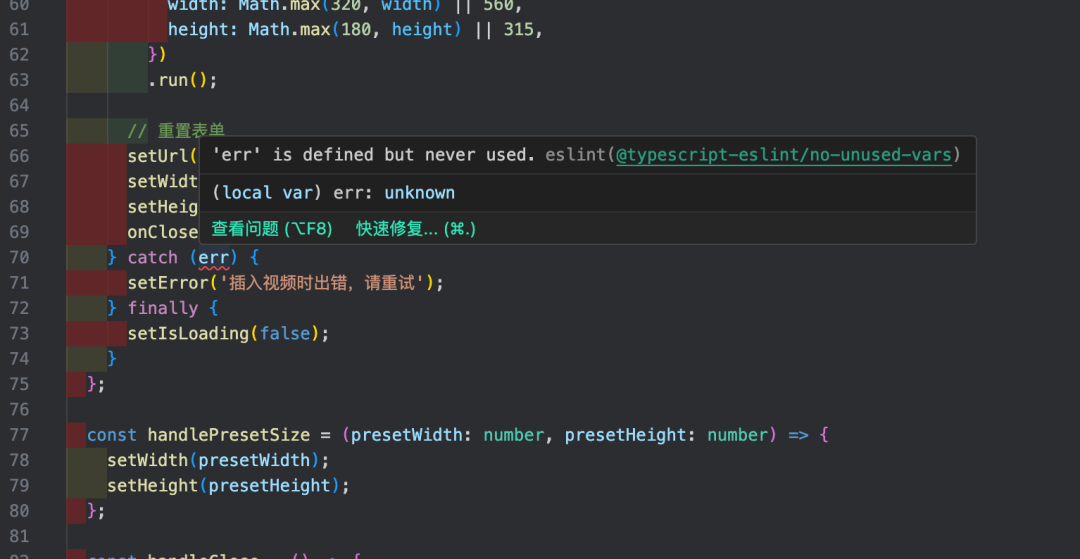 60 width: Math.max(320, width) || 560,
61 height: Math.max(180, height) || 315,
62 })
63 .run();
64
65 // 重置表单
66 setUrl(
'err' is defined but never used. eslint(@typescript-eslint/no-unused-vars)
67 setWidt
(local var) err: unknown
68 setHeig
69 onClose
查看问题 (⌥F8) 快速修复... (⌘.)
70 } catch (err) {
71 setError('插入视频时出错，请重试');
72 } finally {
73 setIsLoading(false);
74 }
75 };
76
77 const handlePresetSize = (presetWidth: number, presetHeight: number) => {
78 setWidth(presetWidth);
79 setHeight(presetHeight);
80 };
81
82 const handleClose = () => {